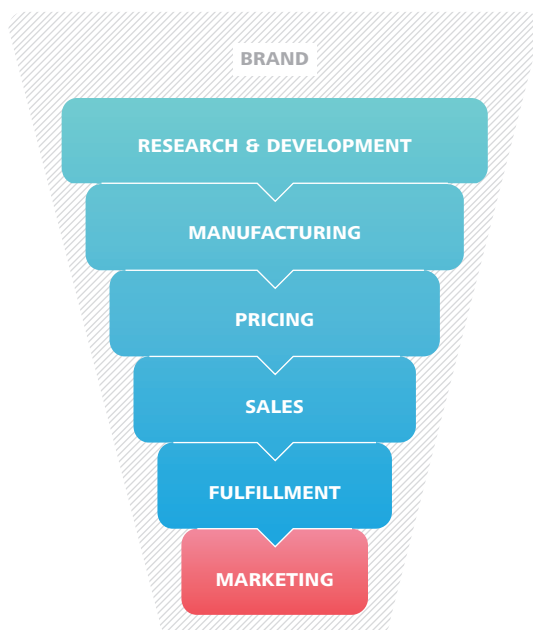 BRAND
RESEARCH & DEVELOPMENT
MANUFACTURING
PRICING
SALES
FULFILLMENT
MARKETING